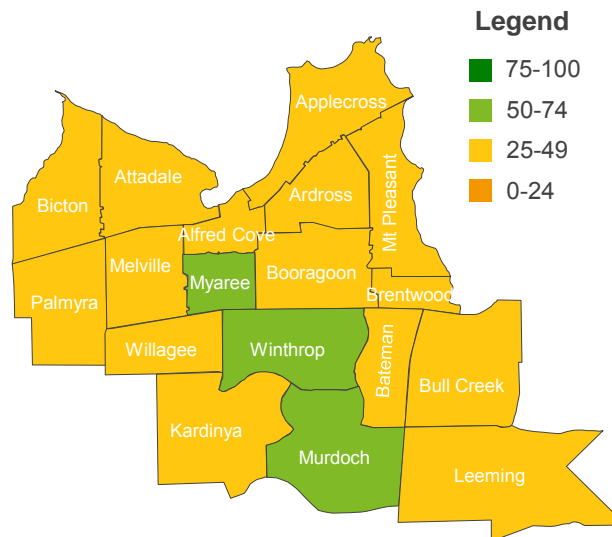 Legend
75-100
50-74
25-49
0-24
Applecross
Attadale
Ardross
Mt Pleasant
Bicton
Alfred Cove
Melville
Myaree
Booragoon
Brentwood
Palmyra
Willagee
Winthrop
Bateman
Bull Creek
Kardinya
Murdoch
Leeming